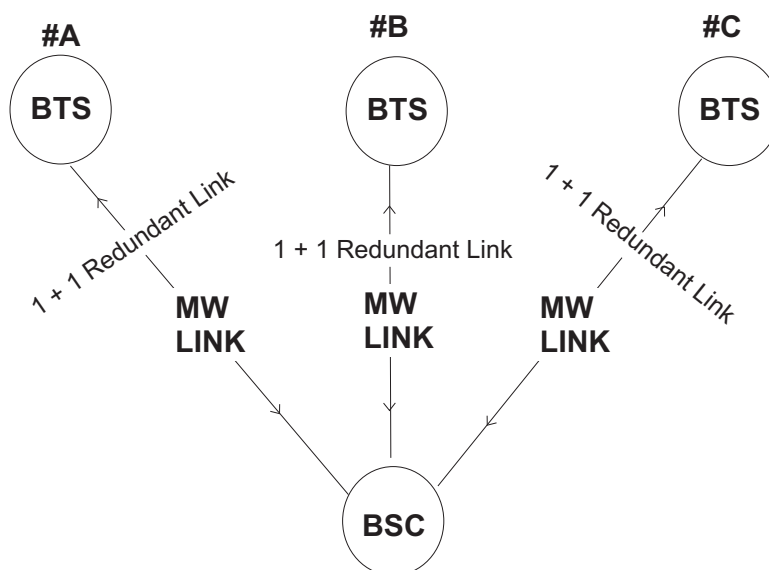 #A
#B
#C
BTS
BTS
BTS
1 + 1 Redundant Link
1 + 1 Redundant Link
1 + 1 Redundant Link
MW
LINK
MW
LINK
MW
LINK
BSC